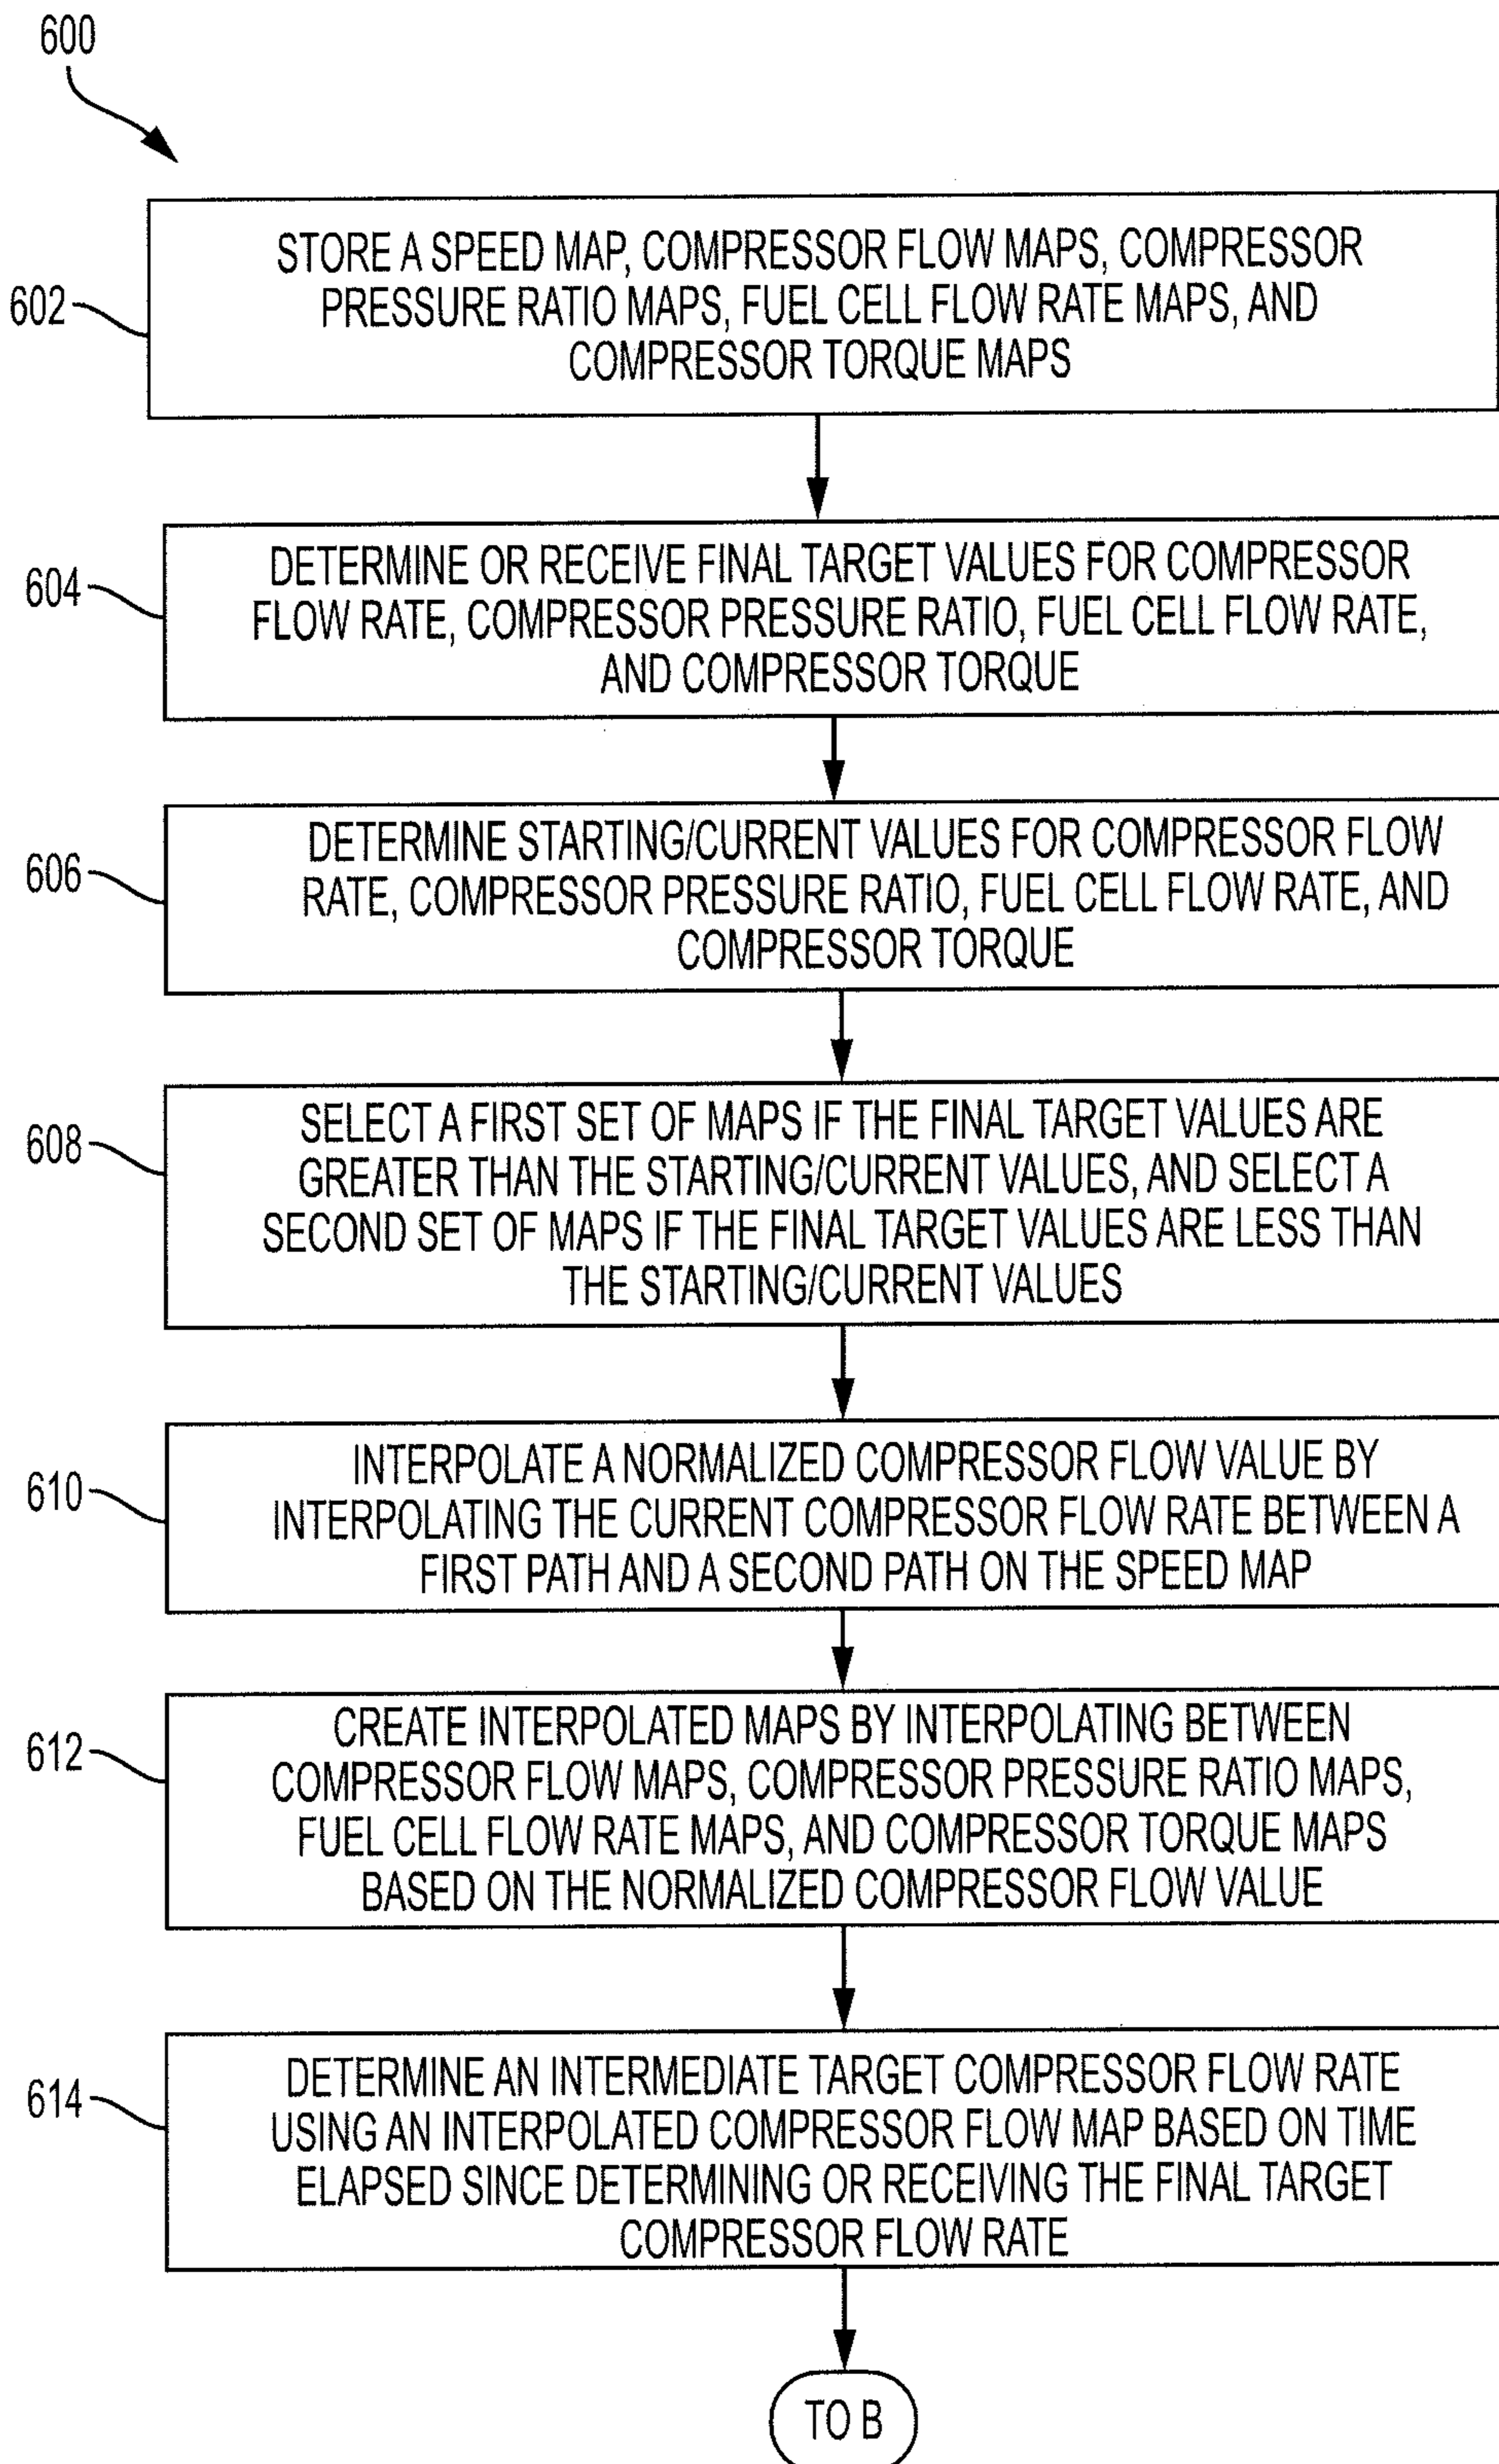 600
602
STORE A SPEED MAP, COMPRESSOR FLOW MAPS, COMPRESSOR
PRESSURE RATIO MAPS, FUEL CELL FLOW RATE MAPS, AND
COMPRESSOR TORQUE MAPS
604
DETERMINE OR RECEIVE FINAL TARGET VALUES FOR COMPRESSOR
FLOW RATE, COMPRESSOR PRESSURE RATIO, FUEL CELL FLOW RATE,
AND COMPRESSOR TORQUE
606
DETERMINE STARTING/CURRENT VALUES FOR COMPRESSOR FLOW
RATE, COMPRESSOR PRESSURE RATIO, FUEL CELL FLOW RATE, AND
COMPRESSOR TORQUE
608
SELECT A FIRST SET OF MAPS IF THE FINAL TARGET VALUES ARE
GREATER THAN THE STARTING/CURRENT VALUES, AND SELECT A
SECOND SET OF MAPS IF THE FINAL TARGET VALUES ARE LESS THAN
THE STARTING/CURRENT VALUES
610
INTERPOLATE A NORMALIZED COMPRESSOR FLOW VALUE BY
INTERPOLATING THE CURRENT COMPRESSOR FLOW RATE BETWEEN A
FIRST PATH AND A SECOND PATH ON THE SPEED MAP
612
CREATE INTERPOLATED MAPS BY INTERPOLATING BETWEEN
COMPRESSOR FLOW MAPS, COMPRESSOR PRESSURE RATIO MAPS,
FUEL CELL FLOW RATE MAPS, AND COMPRESSOR TORQUE MAPS
BASED ON THE NORMALIZED COMPRESSOR FLOW VALUE
614
DETERMINE AN INTERMEDIATE TARGET COMPRESSOR FLOW RATE
USING AN INTERPOLATED COMPRESSOR FLOW MAP BASED ON TIME
ELAPSED SINCE DETERMINING OR RECEIVING THE FINAL TARGET
COMPRESSOR FLOW RATE
TO B